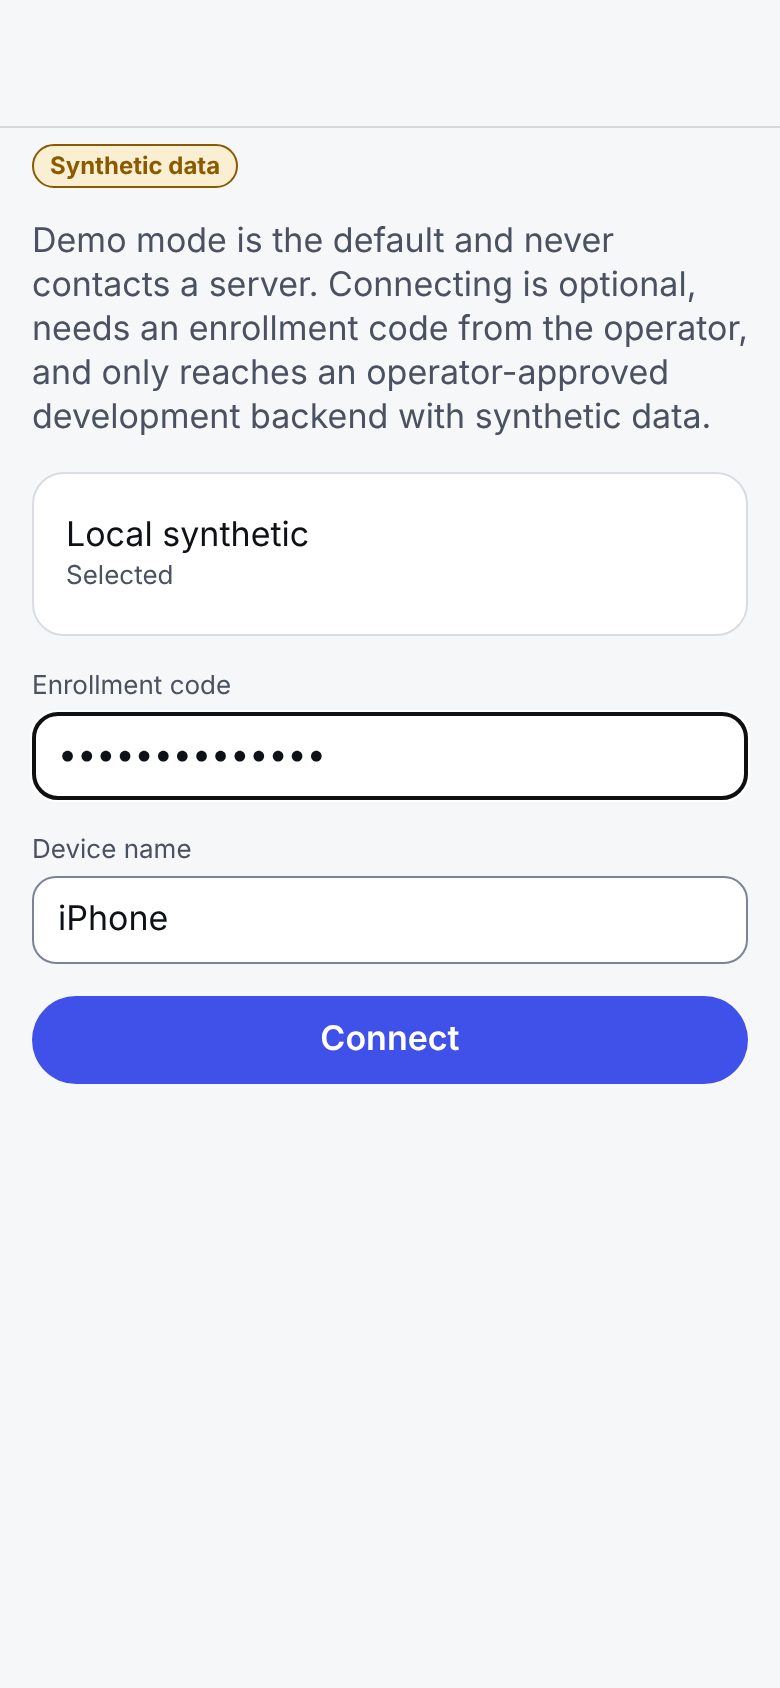 Synthetic data
Demo mode is the default and never
contacts a server. Connecting is optional,
needs an enrollment code from the operator,
and only reaches an operator-approved
development backend with synthetic data.
Local synthetic
Selected
Enrollment code
••••••••••••••
Device name
iPhone
Connect